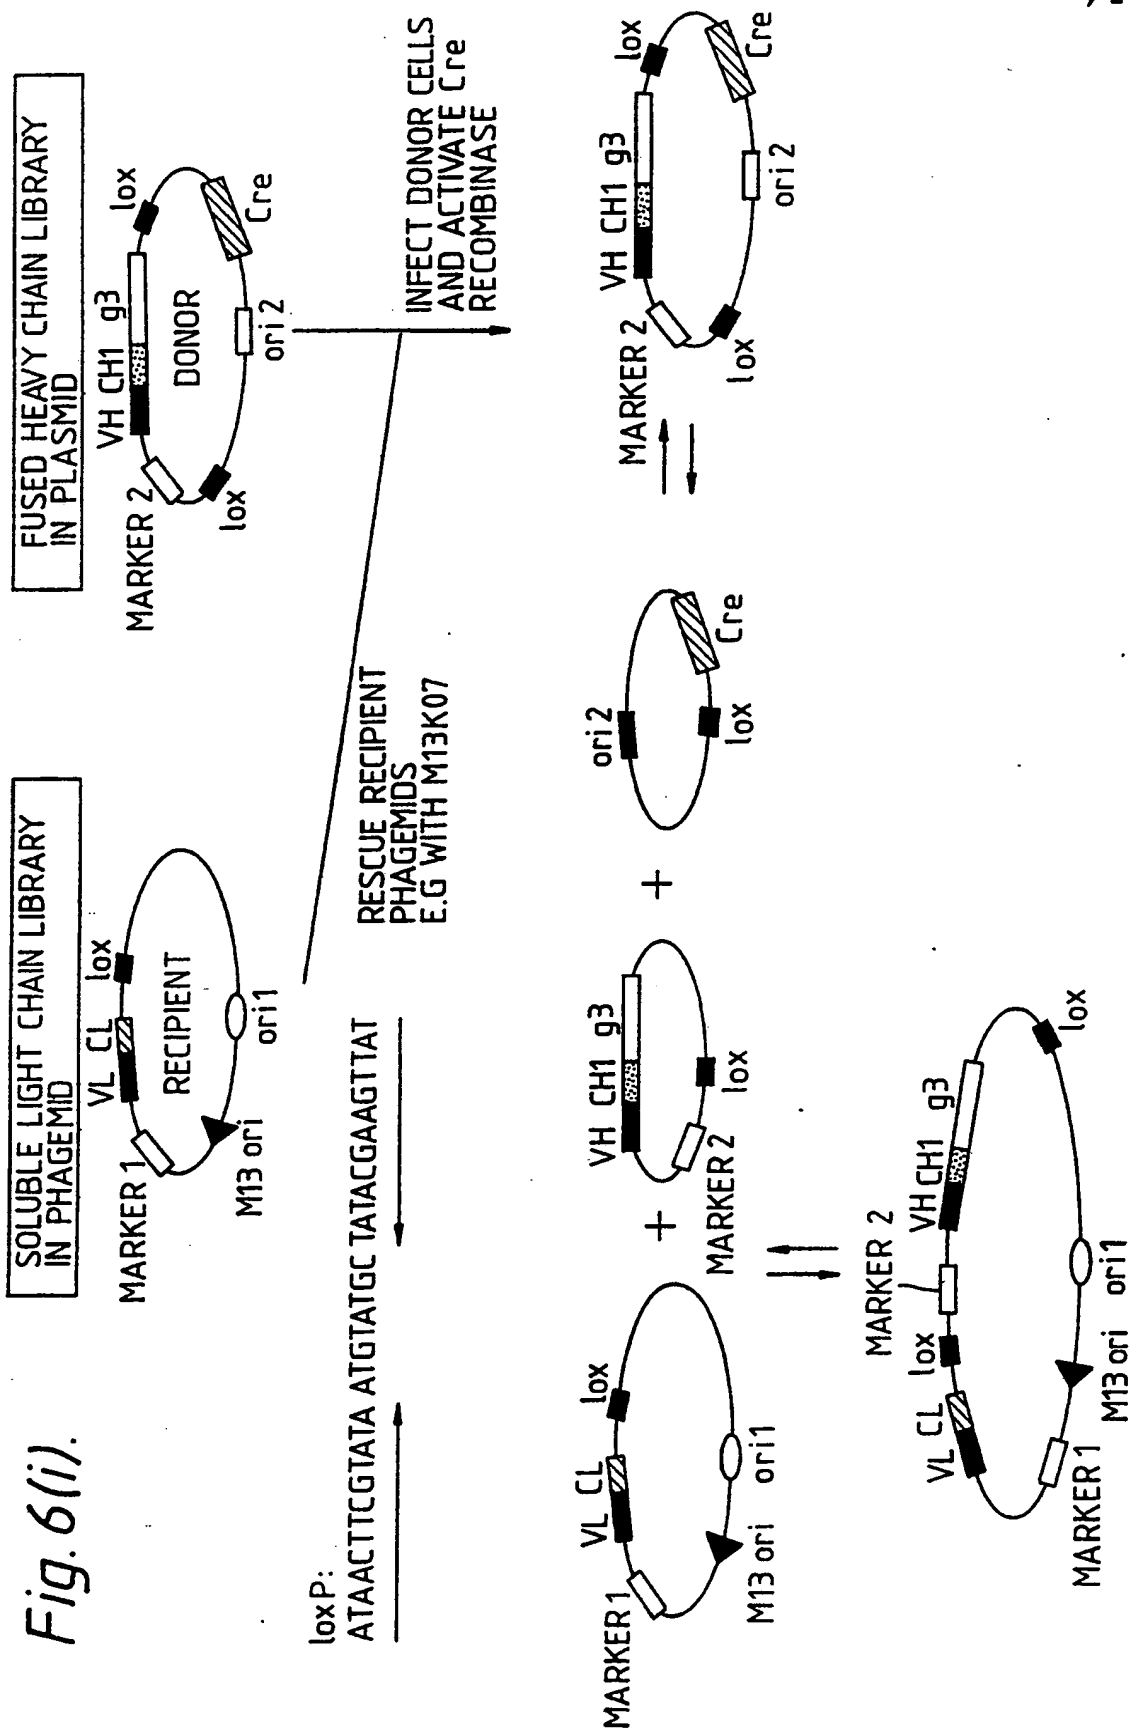 Fig. 6(i).
SOLUBLE LIGHT CHAIN LIBRARY
IN PHAGEMID
FUSED HEAVY CHAIN LIBRARY
IN PLASMID
VL CL lox
MARKER 1
RECIPIENT
M13 ori
ori1
VH CH1 g3
lox
MARKER 2
DONOR
lox
ori 2
Cre
loxP:
ATAACTTCGTATA ATGTATGC TATACGAAGTTAT
RESCUE RECIPIENT
PHAGEMIDS
E.G WITH M13K07
INFECT DONOR CELLS
AND ACTIVATE Cre
RECOMBINASE
VL CL lox
MARKER 1
M13 ori
ori1
+
VH CH1 g3
MARKER 2
lox
+
ori 2
lox
Cre
VH CH1 g3
lox
MARKER 2
lox
ori 2
Cre
MARKER 2
VL CL lox
VH CH1 g3
MARKER 1
M13 ori ori1
lox